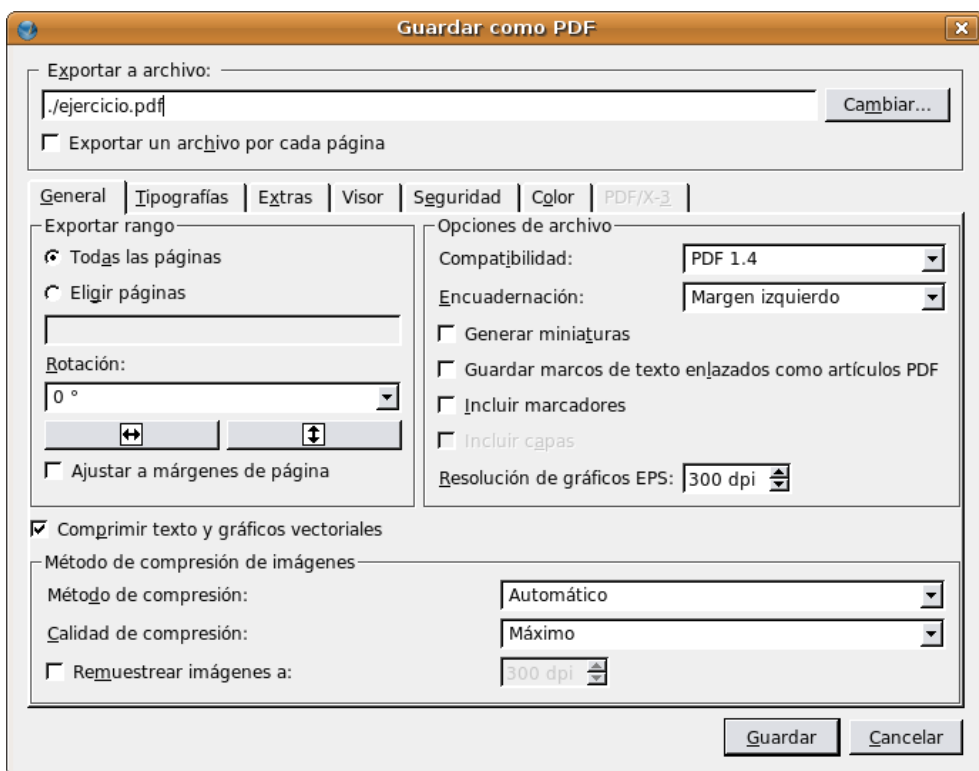 Guardar como PDF
Exportar a archivo:
./ejercicio.pdf
Cambiar...
Exportar un archivo por cada página
General Tipografías Extras Visor Seguridad Color PDF/X-3
Exportar rango
Todas las páginas
Eligir páginas
Rotación:
0 °
Ajustar a márgenes de página
Opciones de archivo
Compatibilidad: PDF 1.4
Encuadernación: Margen izquierdo
Generar miniaturas
Guardar marcos de texto enlazados como artículos PDF
Incluir marcadores
Incluir capas
Resolución de gráficos EPS: 300 dpi
Comprimir texto y gráficos vectoriales
Método de compresión de imágenes
Método de compresión: Automático
Calidad de compresión: Máximo
Remuestrear imágenes a: 300 dpi
Guardar Cancelar